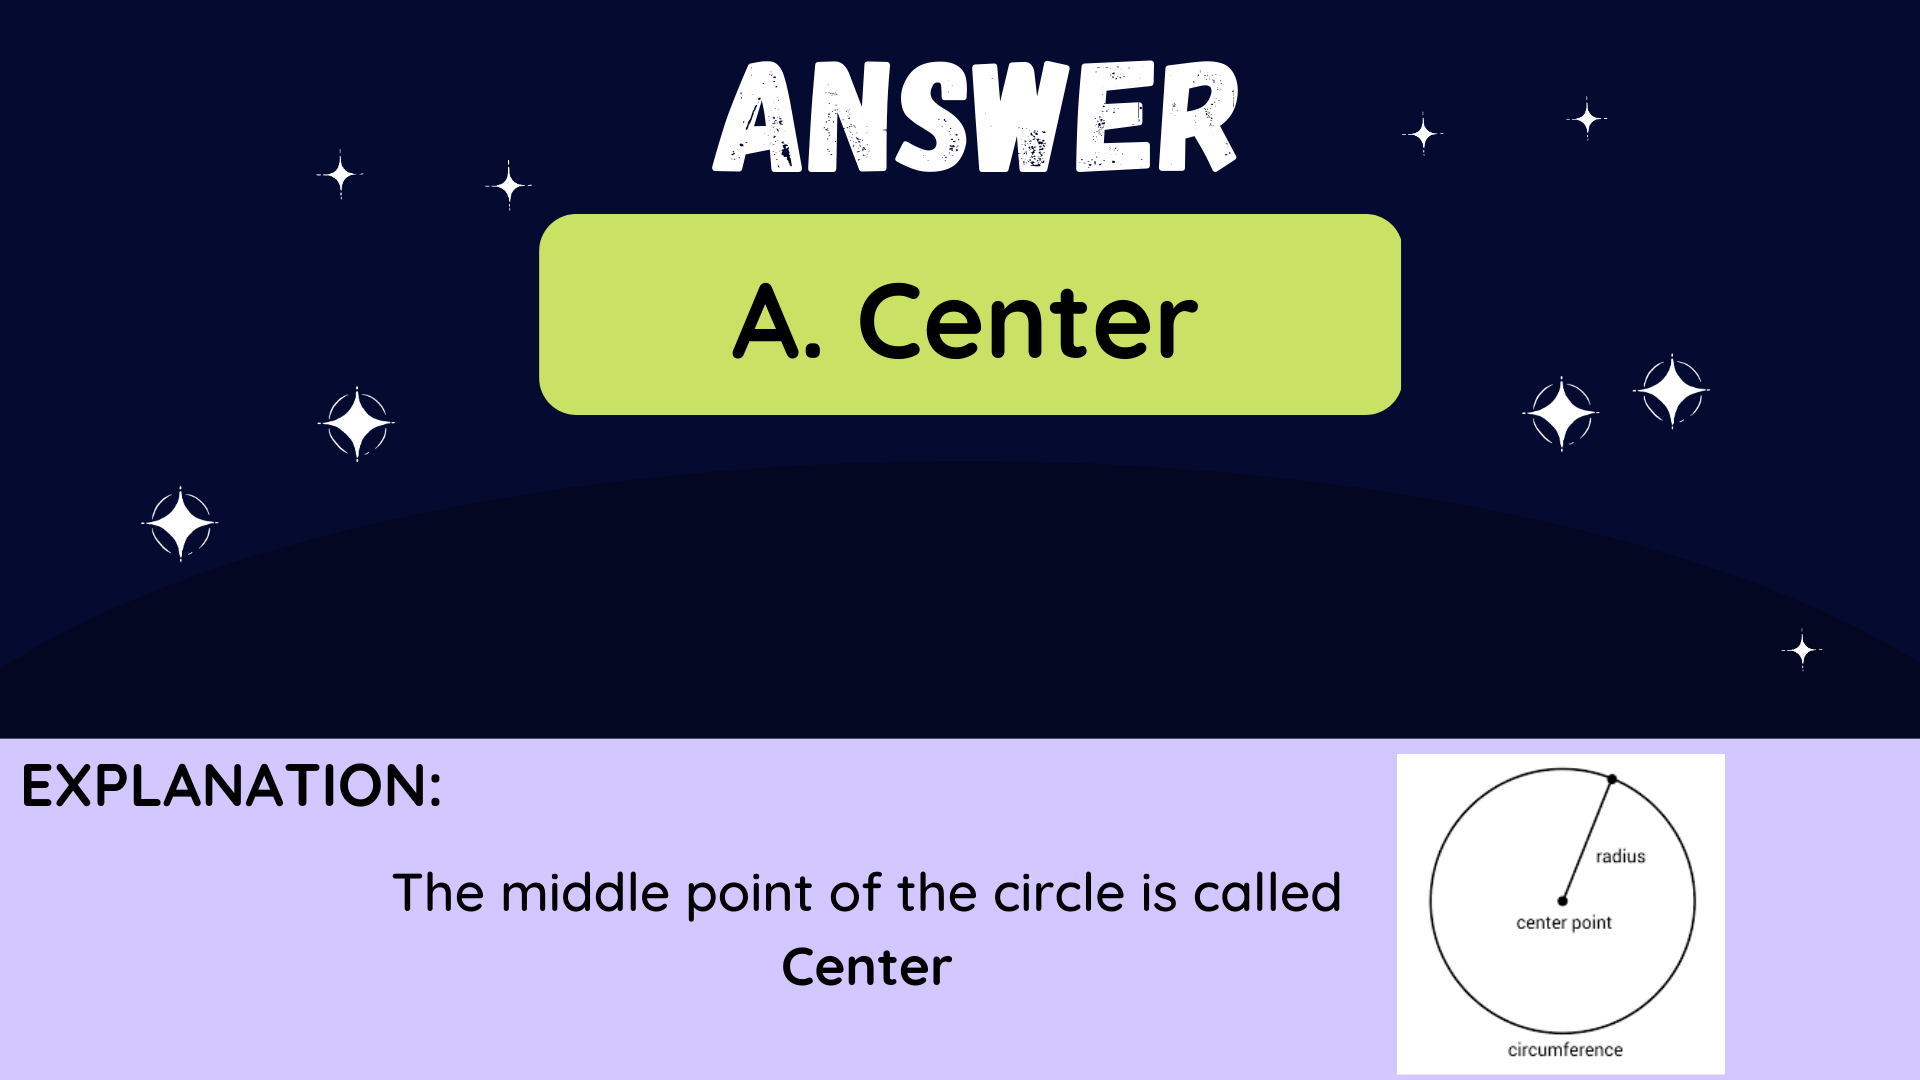 ANSWER
A. Center
EXPLANATION:
The middle point of the circle is called
Center
radius
center point
circumference